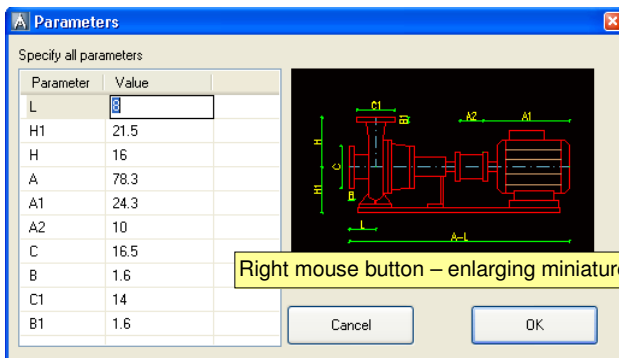 Parameters
Specify all parameters
Parameter Value
L 8
H1 21.5
H 16
A 78.3
A1 24.3
A2 10
C 16.5
B 1.6
C1 14
B1 1.6
C1
B1
A2
A1
H
C
H1
B
L
A-L
Right mouse button – enlarging miniature
Cancel
OK